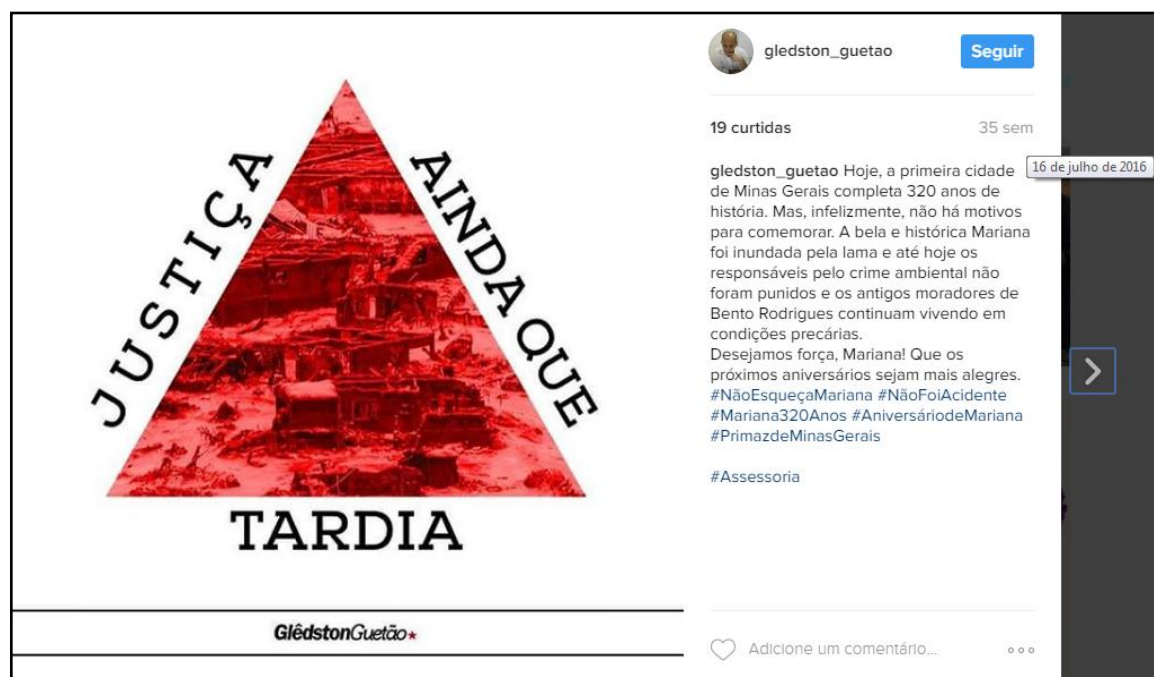 JUSTIÇA
AINDA QUE
TARDIA
GlêdstonGuetão
gledston_guetao
Seguir
19 curtidas
35 sem
16 de julho de 2016
gledston_guetao Hoje, a primeira cidade
de Minas Gerais completa 320 anos de
história. Mas, infelizmente, não há motivos
para comemorar. A bela e histórica Mariana
foi inundada pela lama e até hoje os
responsáveis pelo crime ambiental não
foram punidos e os antigos moradores de
Bento Rodrigues continuam vivendo em
condições precárias.
Desejamos força, Mariana! Que os
próximos aniversários sejam mais alegres.
#NãoEsqueçaMariana #NãoFoiAcidente
#Mariana320Anos #AniversáriodeMariana
#PrimazdeMinasGerais
#Assessoria
Adicione um comentário...